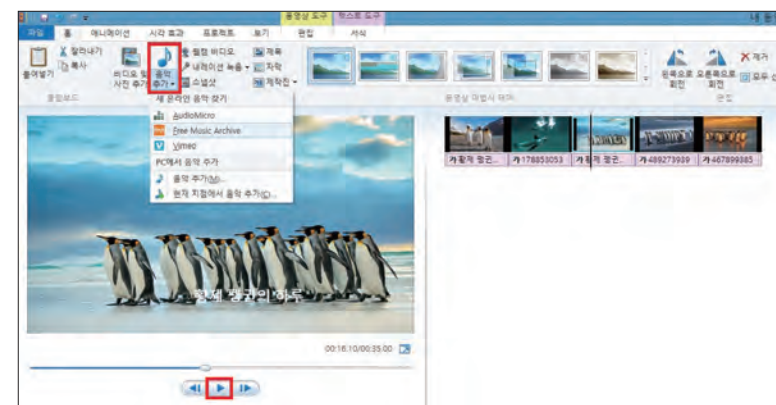 동영상 도구 텍스트 도구
파일 홈 애니메이션 시각 효과 프로젝트 보기 편집 서식
붙여넣기
잘라내기
복사
클립보드
비디오 및
사진 추가
음악
추가
웹캠 비디오
내레이션 녹음
스냅샷
제목
자막
제작진
동영상 마법사 테마
왼쪽으로
회전
오른쪽으로
회전
제거
편집
새 온라인 음악 찾기
AudioMicro
Free Music Archive
Vimeo
PC에서 음악 추가
음악 추가(M)...
현재 지점에서 음악 추가(C)...
가 황제 펭귄... 가 178853053 가 황제 펭귄... 가 489273939 가 467899385
황제 펭귄의 하루
00:16.10/00:35.00